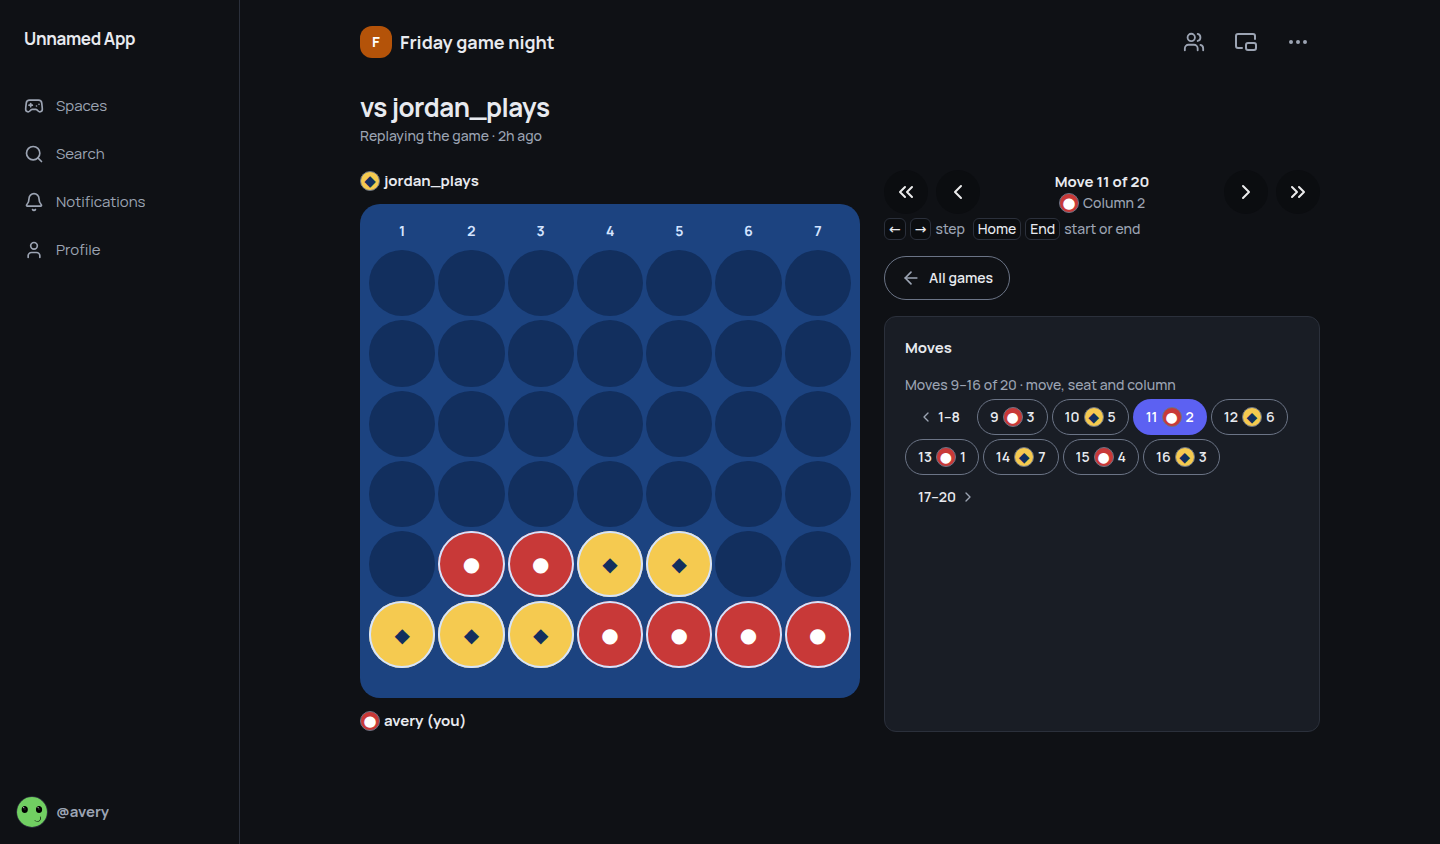 Unnamed App
Spaces
Search
Notifications
Profile
@avery
F Friday game night
vs jordan_plays
Replaying the game · 2h ago
jordan_plays
1 2 3 4 5 6 7
avery (you)
Move 11 of 20
Column 2
← → step Home End start or end
All games
Moves
Moves 9–16 of 20 · move, seat and column
1–8 9 3 10 5 11 2 12 6
13 1 14 7 15 4 16 3
17–20